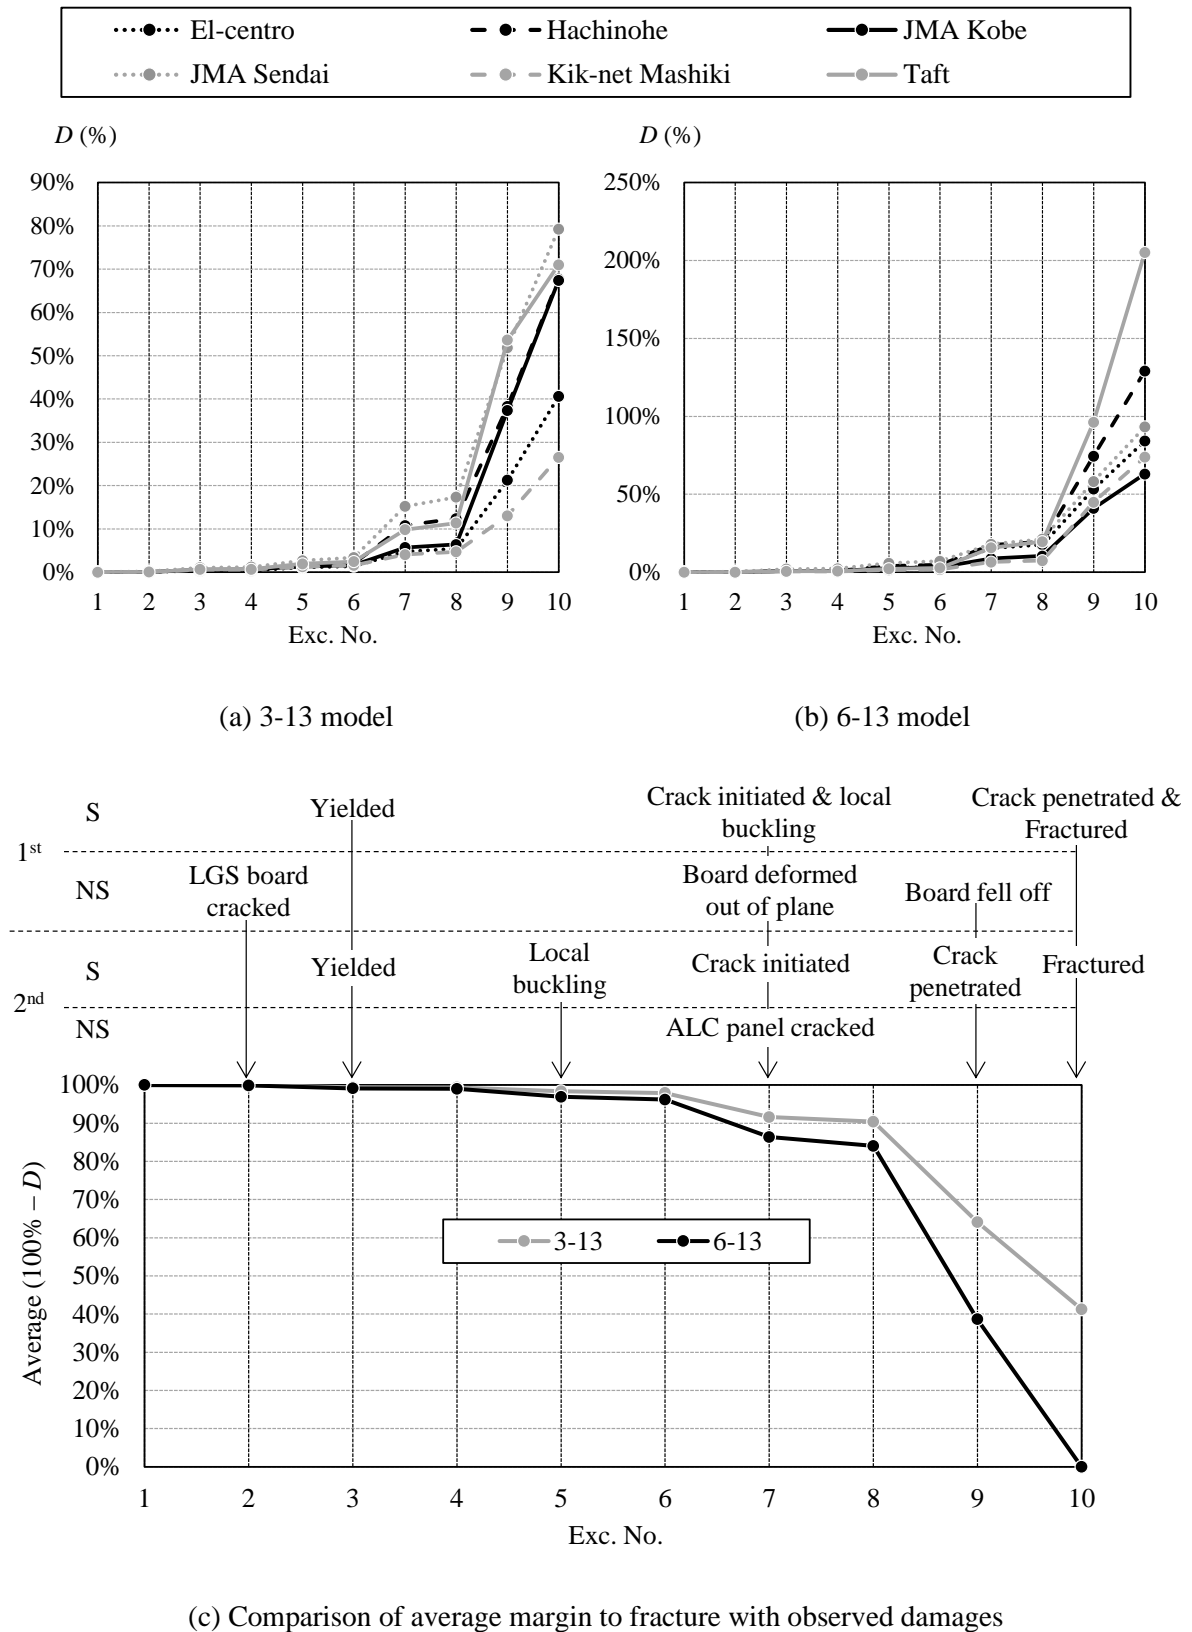 El-centro Hachinohe JMA Kobe
JMA Sendai Kik-net Mashiki Taft
D (%) D (%)
90%
80%
70%
60%
50%
40%
30%
20%
10%
0%
1 2 3 4 5 6 7 8 9 10
Exc. No.
(a) 3-13 model
250%
200%
150%
100%
50%
0%
1 2 3 4 5 6 7 8 9 10
Exc. No.
(b) 6-13 model
1st
S
Yielded
Crack initiated & local
buckling
Crack penetrated &
Fractured
NS
LGS board
cracked
Board deformed
out of plane
Board fell off
2nd
S
Yielded
Local
buckling
Crack initiated
Crack
penetrated
Fractured
NS
ALC panel cracked
Average (100% – D)
100%
90%
80%
70%
60%
50%
40%
30%
20%
10%
0%
3-13 6-13
1 2 3 4 5 6 7 8 9 10
Exc. No.
(c) Comparison of average margin to fracture with observed damages